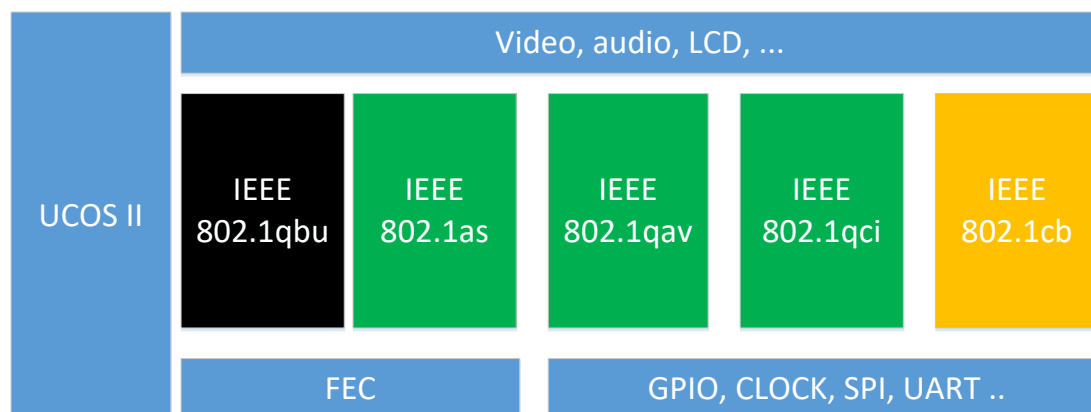 Video, audio, LCD, ...
UCOS II
IEEE
802.1qbu
IEEE
802.1as
IEEE
802.1qav
IEEE
802.1qci
IEEE
802.1cb
FEC
GPIO, CLOCK, SPI, UART ..